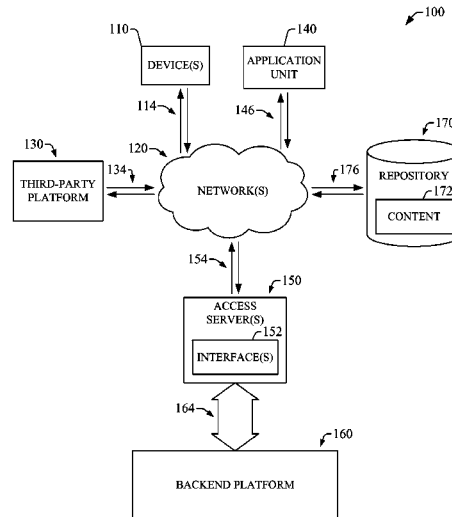 100
110
DEVICE(S)
140
APPLICATION
UNIT
114
146
120
130
THIRD-PARTY
PLATFORM
134
NETWORK(S)
176
170
REPOSITORY
172
CONTENT
154
150
ACCESS
SERVER(S)
152
INTERFACE(S)
164
160
BACKEND PLATFORM